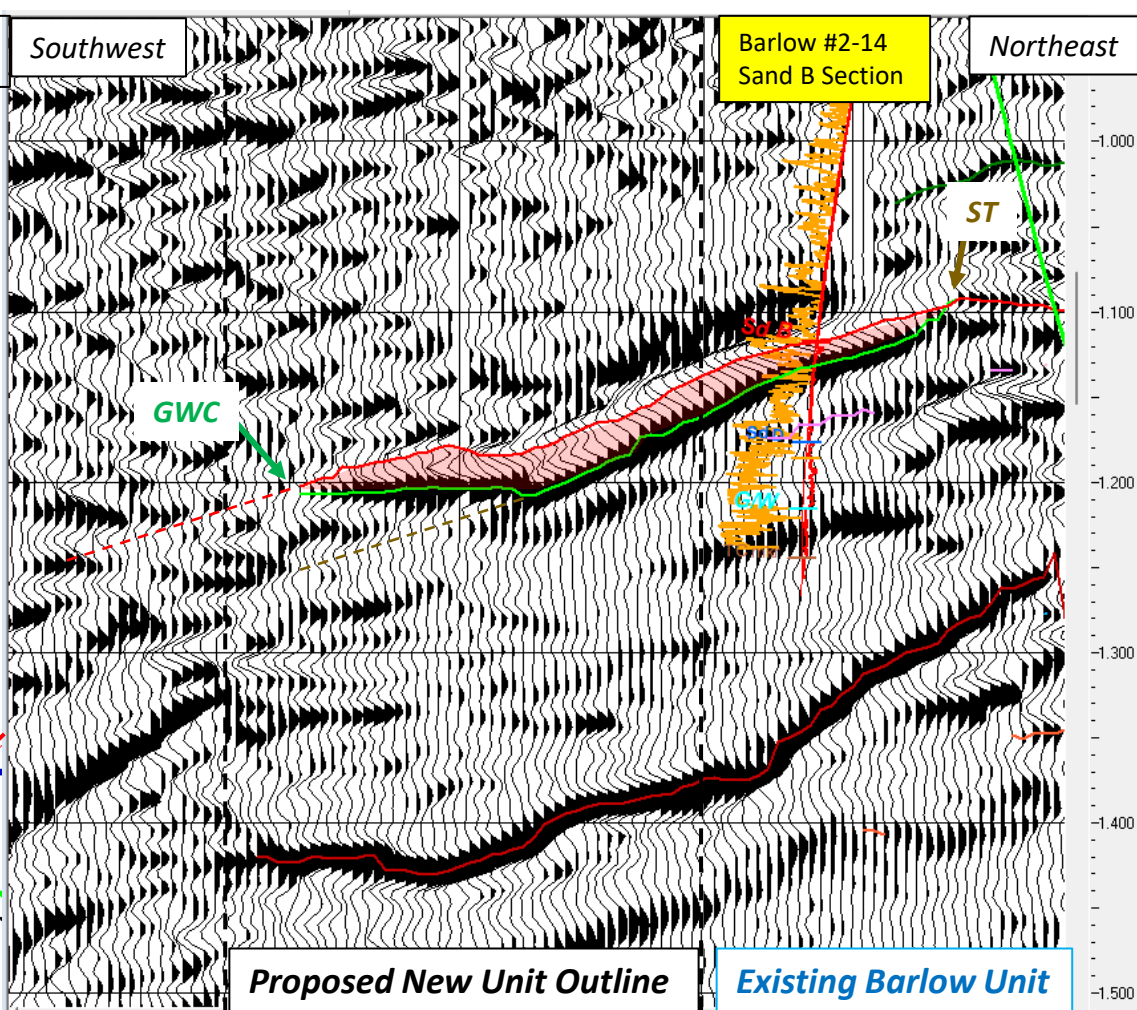 Southwest
Barlow #2-14
Sand B Section
Northeast
-1.000
ST
-1.100
Sd_B
GWC
-1.200
G/W
-1.300
-1.400
Proposed New Unit Outline
Existing Barlow Unit
-1.500